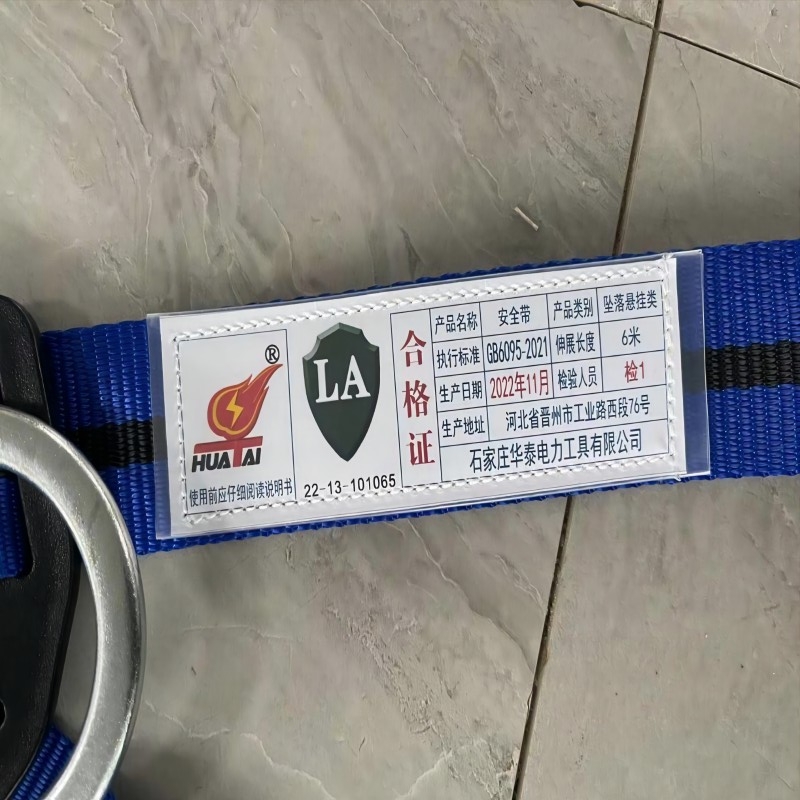 ®
HUATAI
使用前应仔细阅读说明书
LA
22-13-101065
合格证
产品名称 安全带 产品类别 坠落悬挂类
执行标准 GB6095-2021 伸展长度 6米
生产日期 2022年11月 检验人员 检1
生产地址 河北省晋州市工业路西段76号
石家庄华泰电力工具有限公司